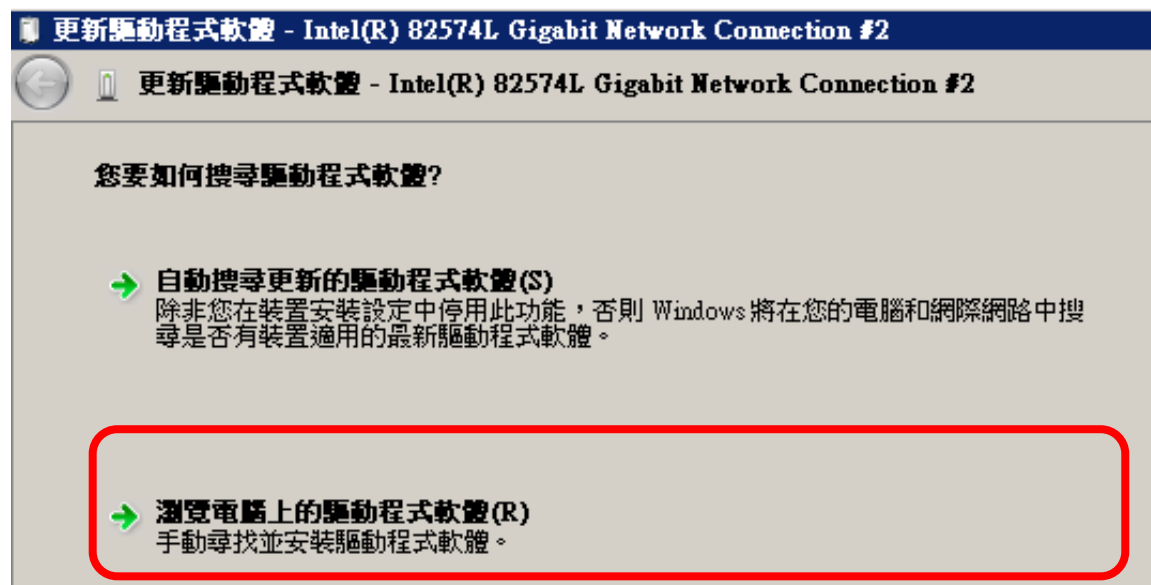 更新驅動程式軟體 - Intel(R) 82574L Gigabit Network Connection #2
更新驅動程式軟體 - Intel(R) 82574L Gigabit Network Connection #2
您要如何搜尋驅動程式軟體?
自動搜尋更新的驅動程式軟體(S)
除非您在裝置安裝設定中停用此功能，否則 Windows 將在您的電腦和網際網路中搜
尋是否有裝置適用的最新驅動程式軟體。
瀏覽電腦上的驅動程式軟體(R)
手動尋找並安裝驅動程式軟體。